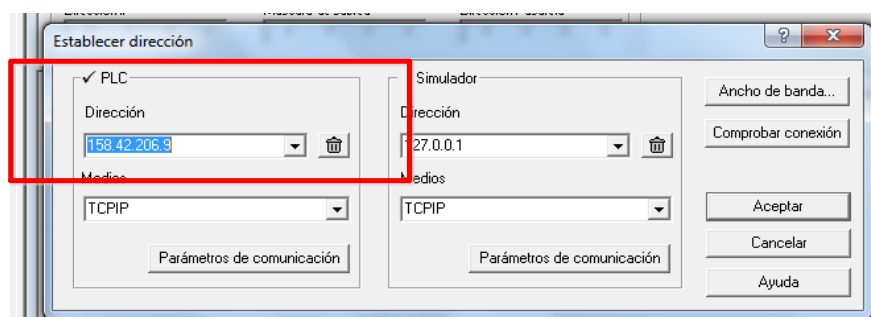 Establecer dirección
✓ PLC
Dirección
158.42.206.9
Medios
TCPIP
Parámetros de comunicación
Simulador
Dirección
127.0.0.1
Medios
TCPIP
Parámetros de comunicación
Ancho de banda...
Comprobar conexión
Aceptar
Cancelar
Ayuda